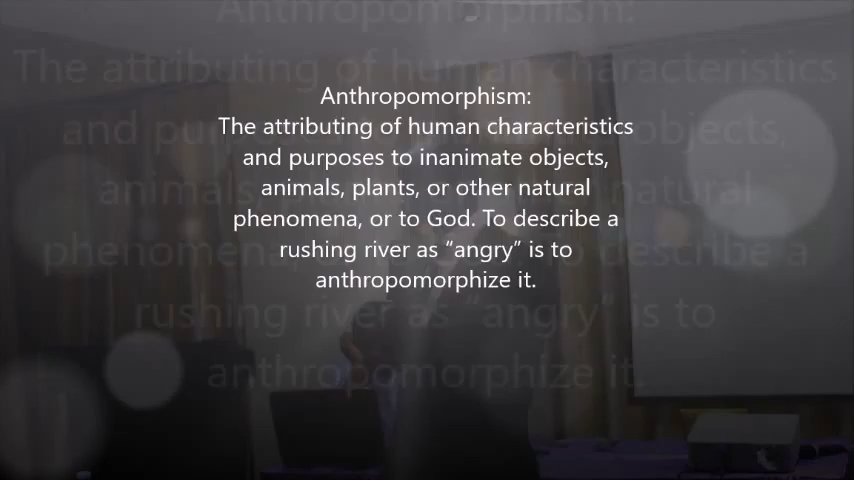 Anthropomorphism:
The attributing of human characteristics
and purposes to inanimate objects,
animals, plants, or other natural
phenomena, or to God. To describe a
rushing river as “angry” is to
anthropomorphize it.